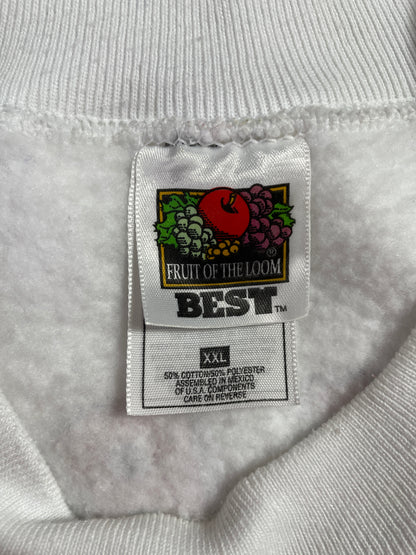 ®
FRUIT OF THE LOOM
BEST™
XXL
50% COTTON/50% POLYESTER
ASSEMBLED IN MEXICO
OF U.S.A. COMPONENTS
CARE ON REVERSE